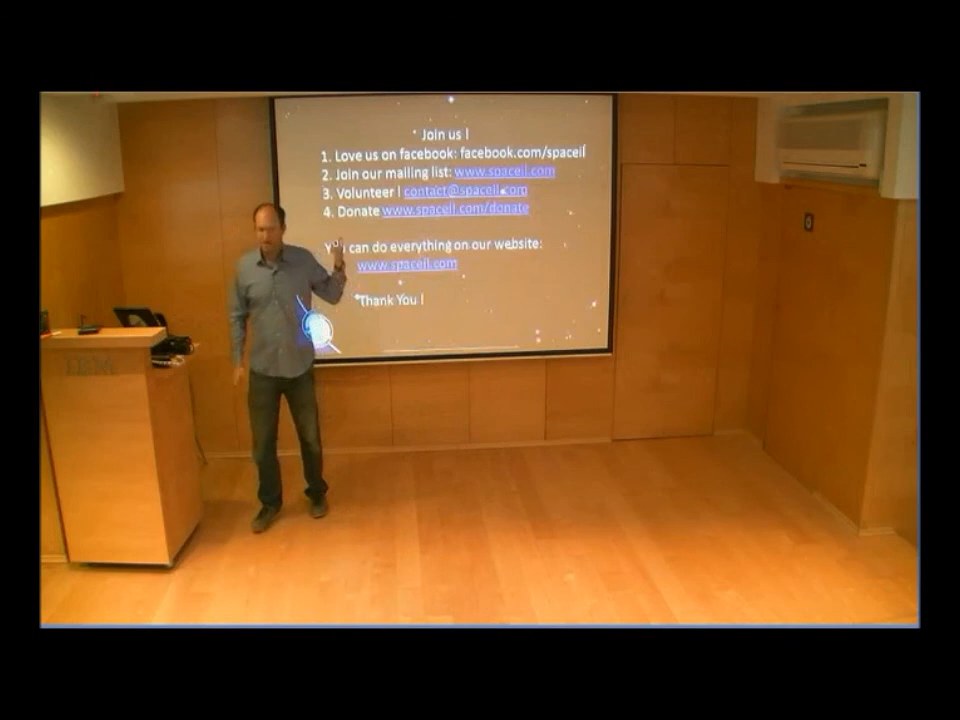 Join us !
1. Love us on facebook: facebook.com/spaceil
2. Join our mailing list: www.spaceil.com
3. Volunteer ! contact@spaceil.com
4. Donate www.spaceil.com/donate
You can do everything on our website:
www.spaceil.com
Thank You !
IBM